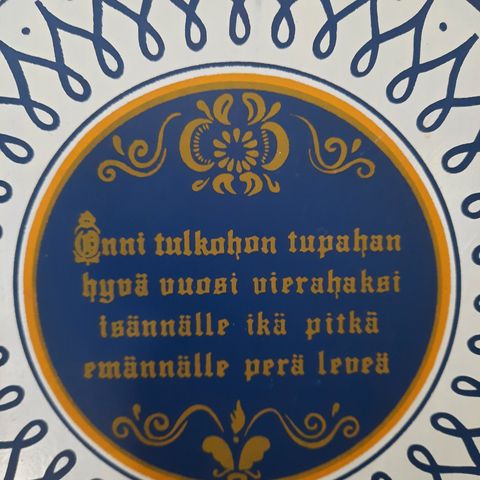 Onni tulkohon tupahan
hyvä vuosi vierahaksi
isännälle ikä pitkä
emännälle perä leveä